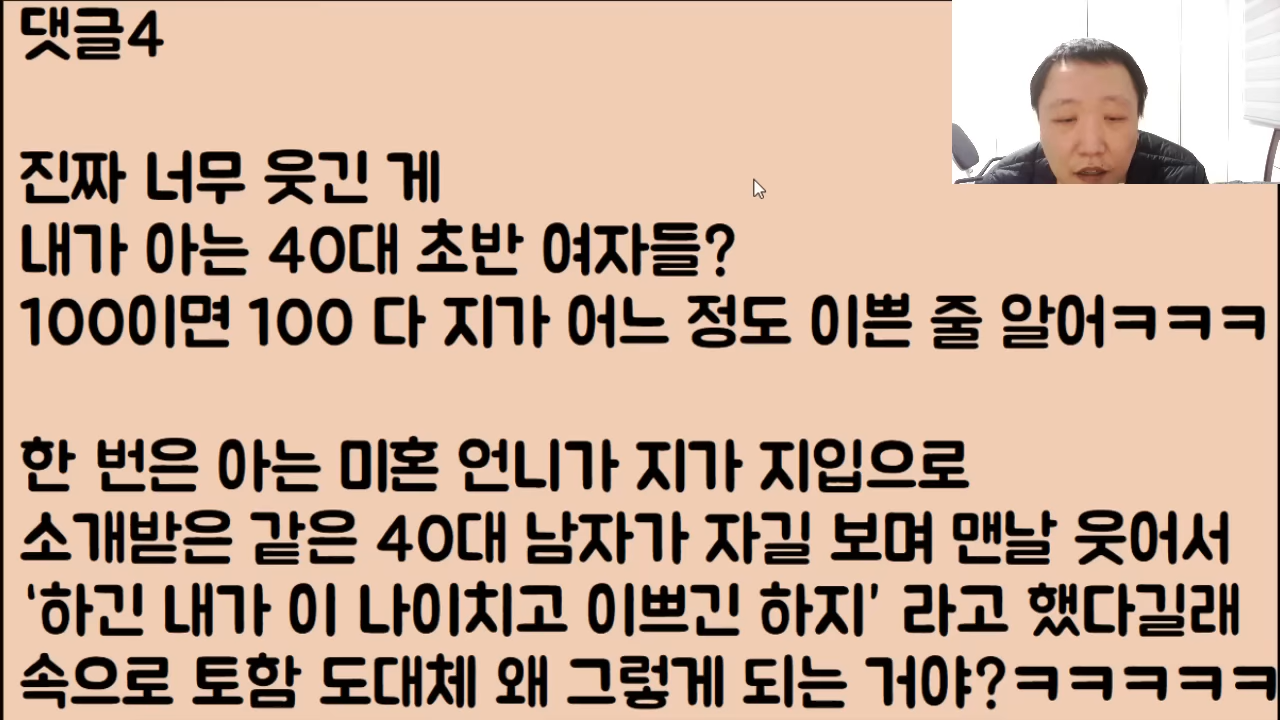 댓글4
진짜 너무 웃긴 게
내가 아는 40대 초반 여자들?
100이면 100 다 지가 어느 정도 이쁜 줄 알어ㅋㅋㅋ
한 번은 아는 미혼 언니가 지가 지입으로
소개받은 같은 40대 남자가 자길 보며 맨날 웃어서
'하긴 내가 이 나이치고 이쁘긴 하지' 라고 했다길래
속으로 토함 도대체 왜 그렇게 되는 거야?ㅋㅋㅋㅋㅋ